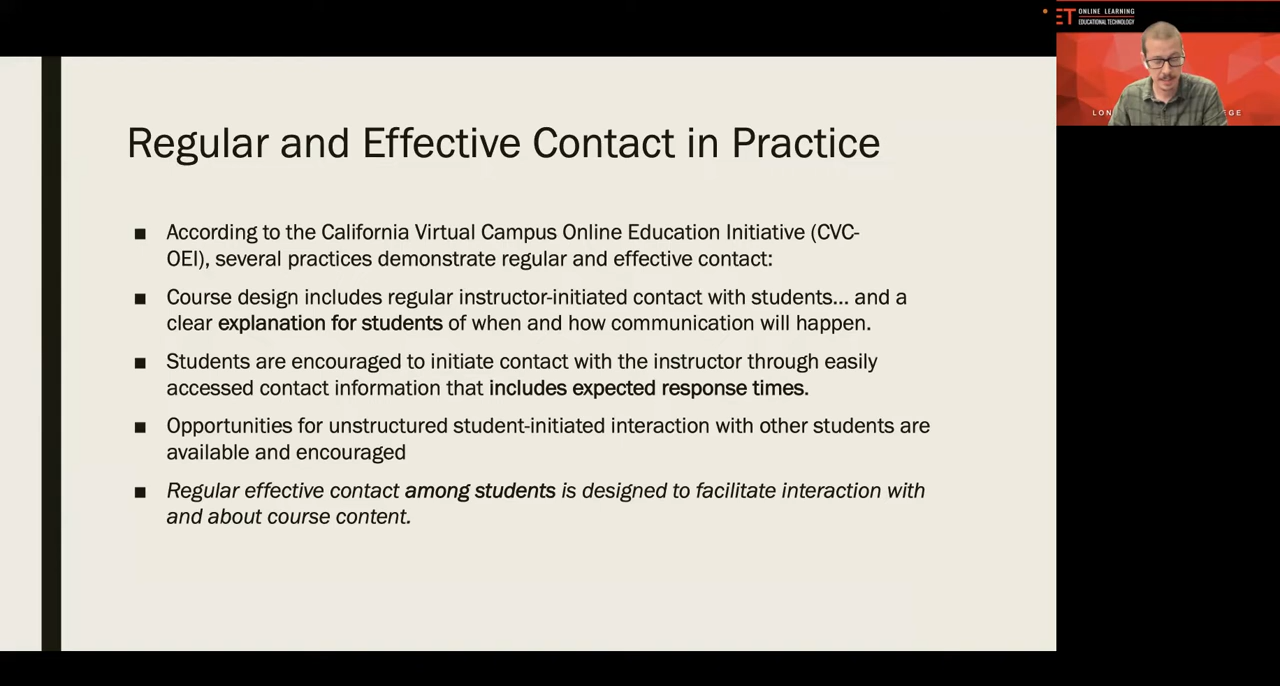 Regular and Effective Contact in Practice
■ According to the California Virtual Campus Online Education Initiative (CVC-
OEI), several practices demonstrate regular and effective contact:
■ Course design includes regular instructor-initiated contact with students... and a
clear explanation for students of when and how communication will happen.
■ Students are encouraged to initiate contact with the instructor through easily
accessed contact information that includes expected response times.
■ Opportunities for unstructured student-initiated interaction with other students are
available and encouraged
■ Regular effective contact among students is designed to facilitate interaction with
and about course content.
ET ONLINE LEARNING
EDUCATIONAL TECHNOLOGY